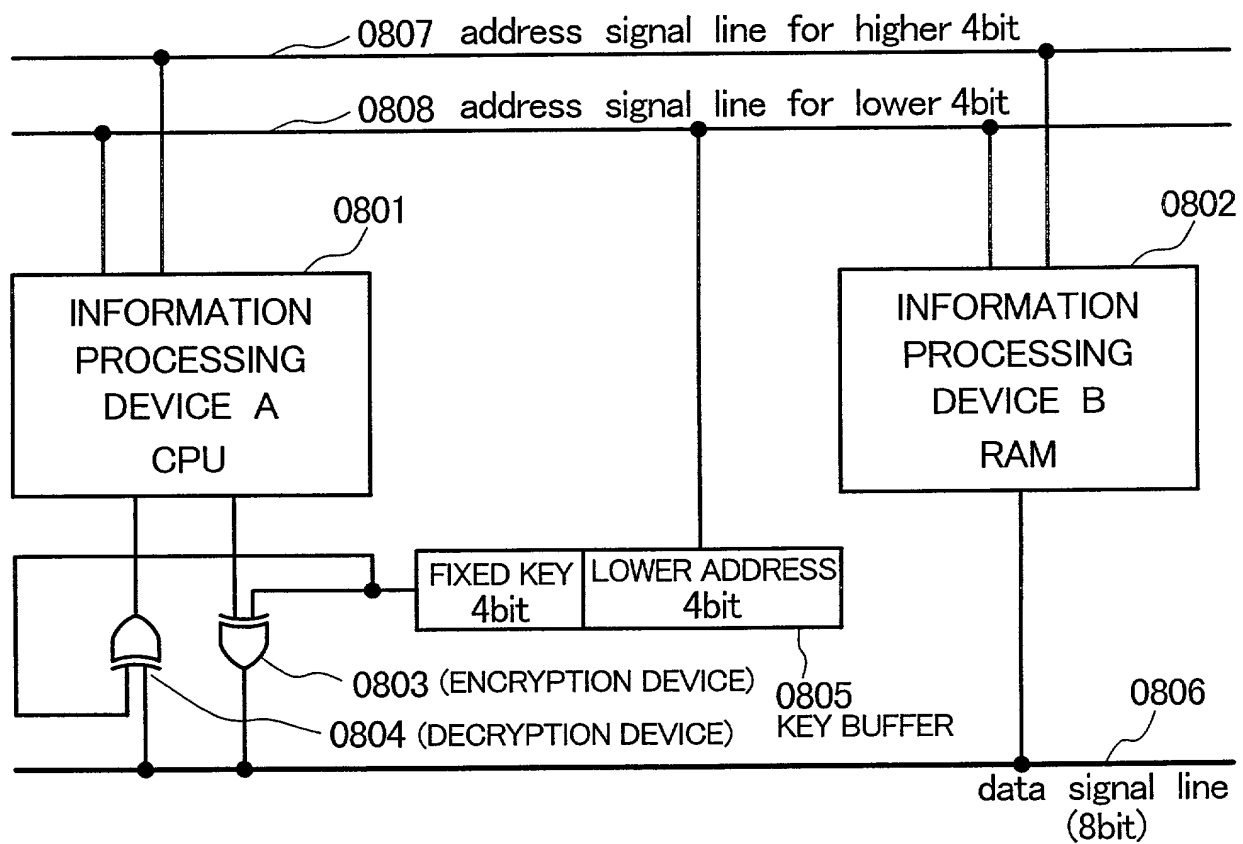 0807 address signal line for higher 4bit
0808 address signal line for lower 4bit
0801
0802
INFORMATION
PROCESSING
DEVICE A
CPU
INFORMATION
PROCESSING
DEVICE B
RAM
FIXED KEY
4bit
LOWER ADDRESS
4bit
0803 (ENCRYPTION DEVICE)
0804 (DECRYPTION DEVICE)
0805
KEY BUFFER
0806
data signal line
(8bit)